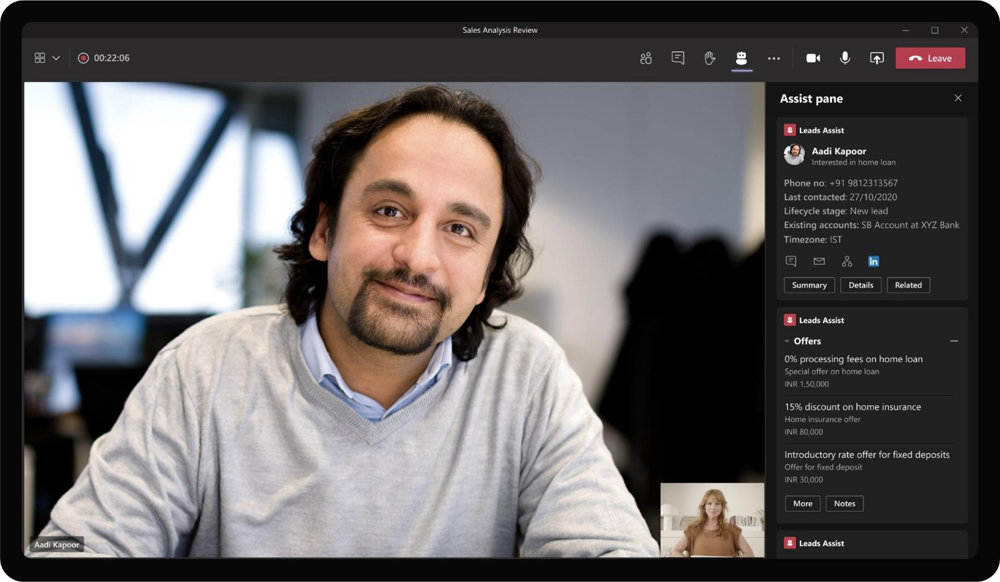 Sales Analysis Review
00:22:06
Leave
Assist pane
Leads Assist
Aadi Kapoor
Interested in home loan
Phone no: +91 9812313567
Last contacted: 27/10/2020
Lifecycle stage: New lead
Existing accounts: SB Account at XYZ Bank
Timezone: IST
in
Summary Details Related
Leads Assist
Offers
0% processing fees on home loan
Special offer on home loan
INR 1,50,000
15% discount on home insurance
Home insurance offer
INR 80,000
Introductory rate offer for fixed deposits
Offer for fixed deposit
INR 30,000
More Notes
Leads Assist
Aadi Kapoor